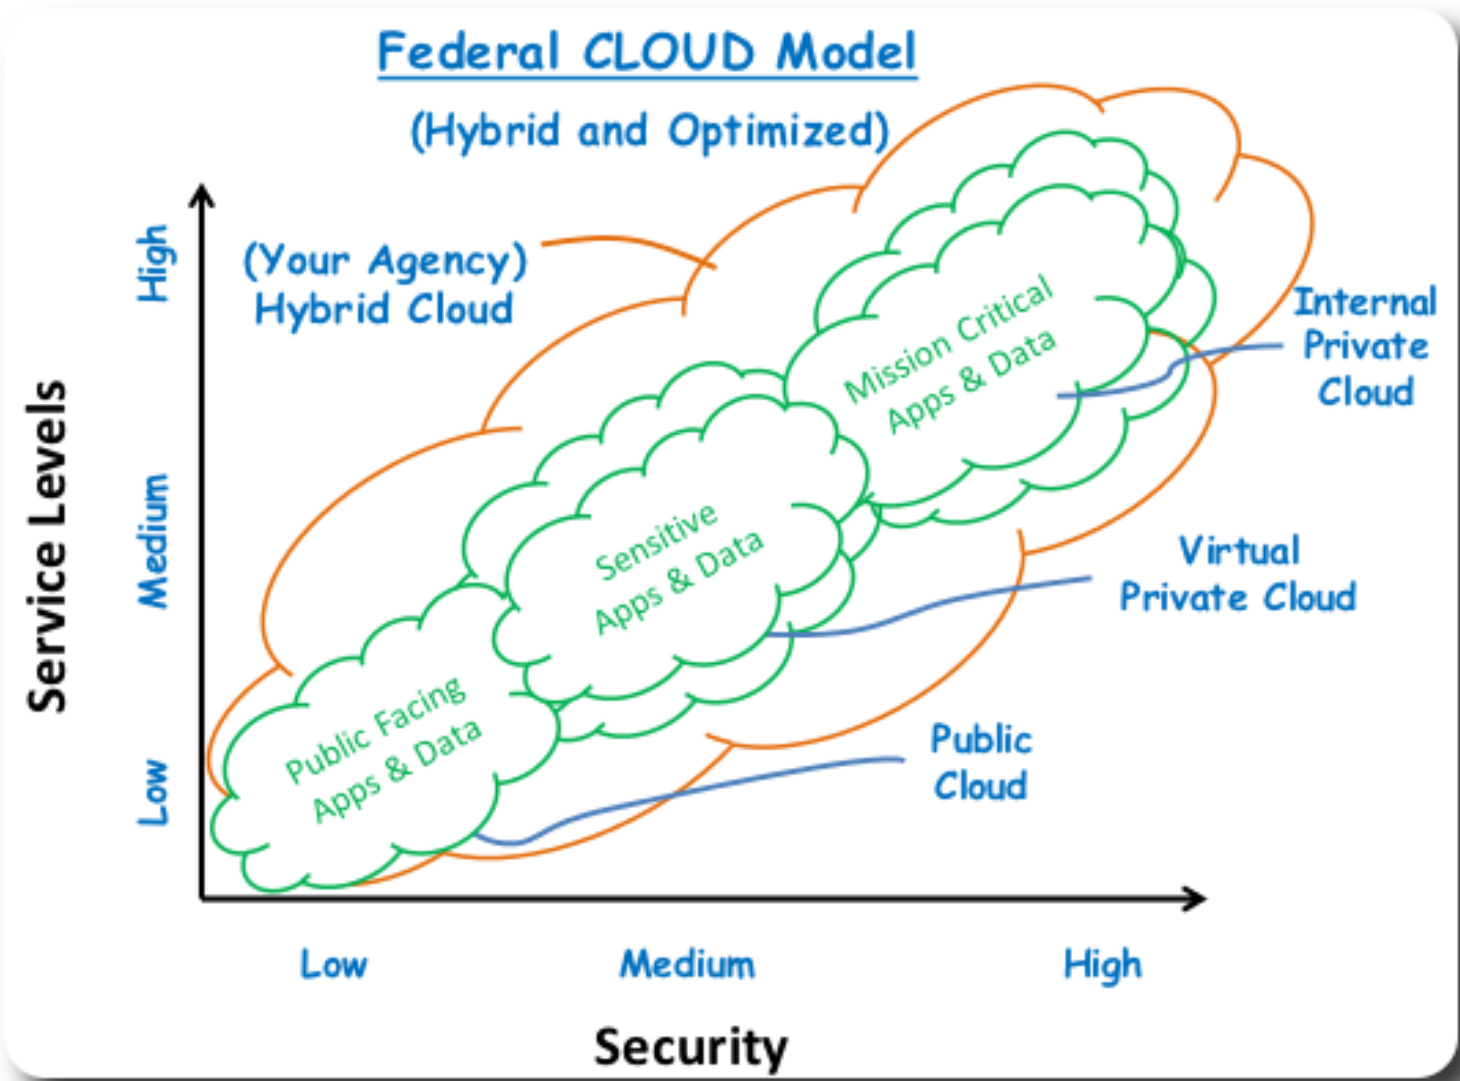 Federal CLOUD Model
(Hybrid and Optimized)
(Your Agency)
Hybrid Cloud
High
Medium
Low
Service Levels
Mission Critical
Apps & Data
Sensitive
Apps & Data
Public Facing
Apps & Data
Internal
Private
Cloud
Virtual
Private Cloud
Public
Cloud
Low
Medium
High
Security